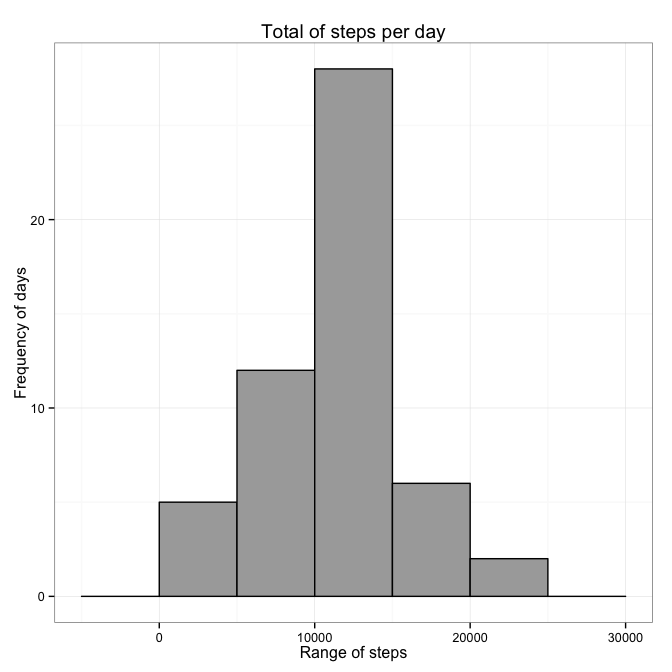 Total of steps per day
Frequency of days
20
10
0
0
10000
20000
30000
Range of steps